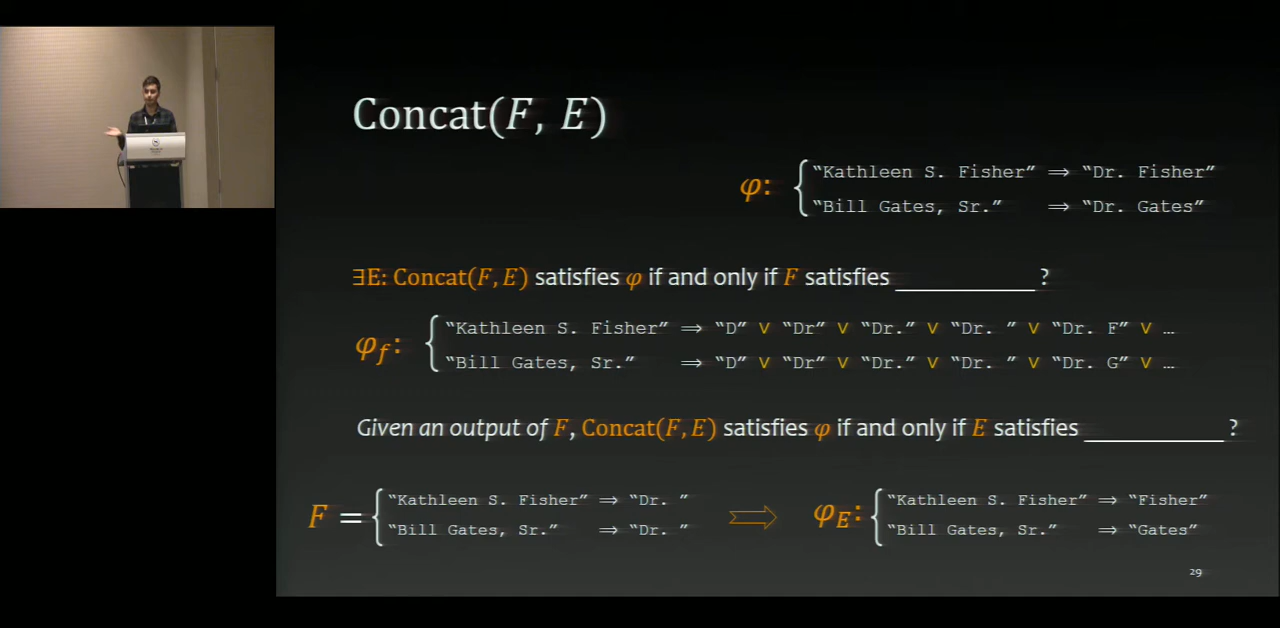 Concat(F, E)
φ: { “Kathleen S. Fisher” ⟹ “Dr. Fisher”
“Bill Gates, Sr.” ⟹ “Dr. Gates”
∃E: Concat(F, E) satisfies φ if and only if F satisfies __________ ?
φf: { “Kathleen S. Fisher” ⟹ “D” ∨ “Dr” ∨ “Dr.” ∨ “Dr. ” ∨ “Dr. F” ∨ …
“Bill Gates, Sr.” ⟹ “D” ∨ “Dr” ∨ “Dr.” ∨ “Dr. ” ∨ “Dr. G” ∨ …
Given an output of F, Concat(F, E) satisfies φ if and only if E satisfies __________ ?
F = { “Kathleen S. Fisher” ⟹ “Dr. ” ⟹ φE: { “Kathleen S. Fisher” ⟹ “Fisher”
“Bill Gates, Sr.” ⟹ “Dr. ” “Bill Gates, Sr.” ⟹ “Gates”
29